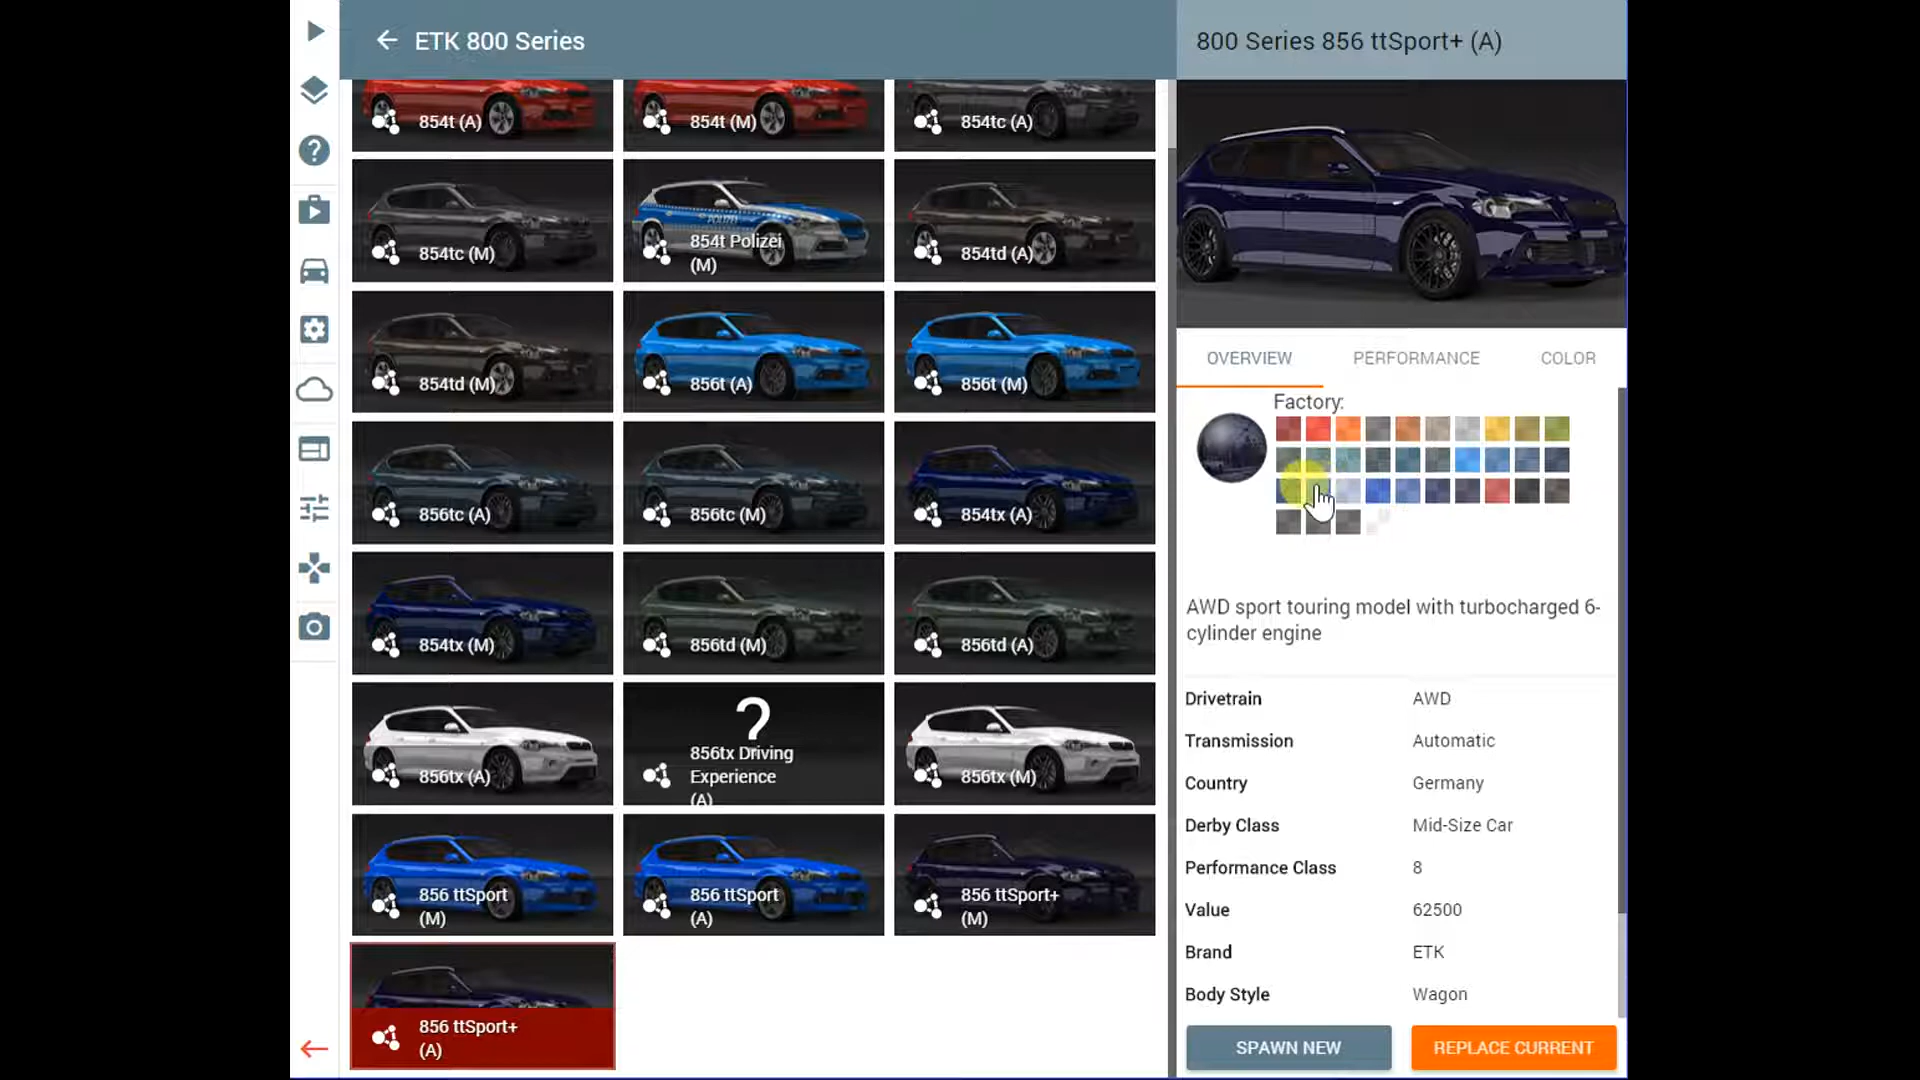 ETK 800 Series
800 Series 856 ttSport+ (A)
854t (A)
854t (M)
854tc (A)
854tc (M)
POLIZEI
854t Polizei
(M)
854td (A)
854td (M)
856t (A)
856t (M)
856tc (A)
856tc (M)
854tx (A)
854tx (M)
856td (M)
856td (A)
856tx (A)
?
856tx Driving
Experience
(A)
856tx (M)
856 ttSport
(M)
856 ttSport
(A)
856 ttSport+
(M)
856 ttSport+
(A)
OVERVIEW
PERFORMANCE
COLOR
Factory:
AWD sport touring model with turbocharged 6-
cylinder engine
Drivetrain AWD
Transmission Automatic
Country Germany
Derby Class Mid-Size Car
Performance Class 8
Value 62500
Brand ETK
Body Style Wagon
SPAWN NEW
REPLACE CURRENT